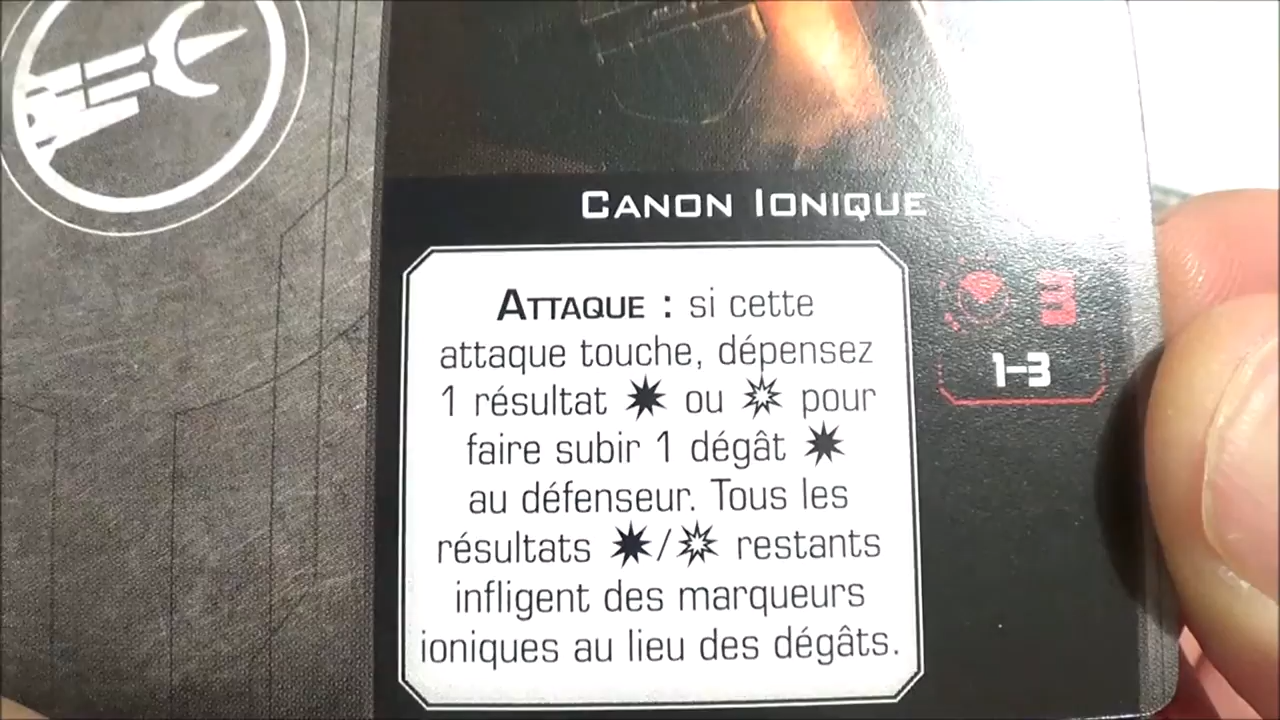 CANON IONIQUE
ATTAQUE : si cette
attaque touche, dépensez
1 résultat ou pour
faire subir 1 dégât
au défenseur. Tous les
résultats / restants
infligent des marqueurs
ioniques au lieu des dégâts.
3
1-3